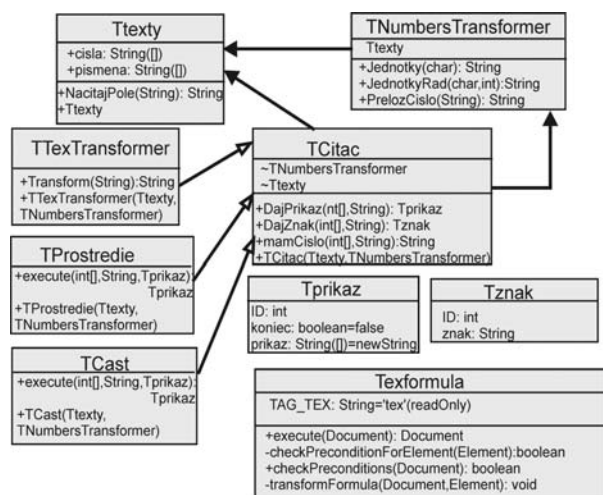 Ttexty
+cisla: String([])
+pismena: String([])
+NacitajPole(String): String
+Ttexty
TNumbersTransformer
Ttexty
+Jednotky(char): String
+JednotkyRad(char,int):String
+PrelozCislo(String): String
TTexTransformer
+Transform(String):String
+TTexTransformer(Ttexty,
TNumbersTransformer)
TCitac
~TNumbersTransformer
~Ttexty
+DajPrikaz(nt[],String): Tprikaz
+DajZnak(int[],String): Tznak
+mamCislo(int[],String):String
+TCitac(Ttexty,TNumbersTransformer)
TProstredie
+execute(int[],String,Tprikaz):
Tprikaz
+TProstredie(Ttexty,
TNumbersTransformer)
Tprikaz
ID: int
koniec: boolean=false
prikaz: String([])=newString
Tznak
ID: int
znak: String
TCast
+execute(int[],String,Tprikaz):
Tprikaz
+TCast(Ttexty,
TNumbersTransformer)
Texformula
TAG_TEX: String='tex'(readOnly)
+execute(Document): Document
-checkPreconditionForElement(Element):boolean
+checkPreconditions(Document): boolean
-transformFormula(Document,Element): void